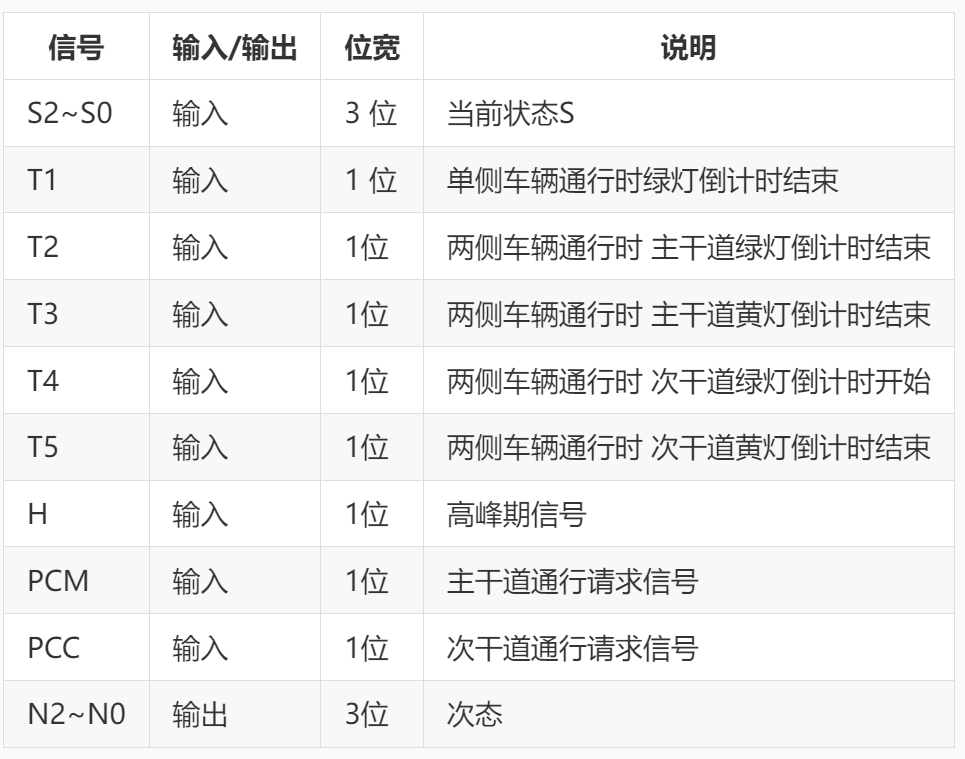 信号 输入/输出 位宽 说明
S2~S0 输入 3 位 当前状态S
T1 输入 1 位 单侧车辆通行时绿灯倒计时结束
T2 输入 1位 两侧车辆通行时 主干道绿灯倒计时结束
T3 输入 1位 两侧车辆通行时 主干道黄灯倒计时结束
T4 输入 1位 两侧车辆通行时 次干道绿灯倒计时开始
T5 输入 1位 两侧车辆通行时 次干道黄灯倒计时结束
H 输入 1位 高峰期信号
PCM 输入 1位 主干道通行请求信号
PCC 输入 1位 次干道通行请求信号
N2~N0 输出 3位 次态